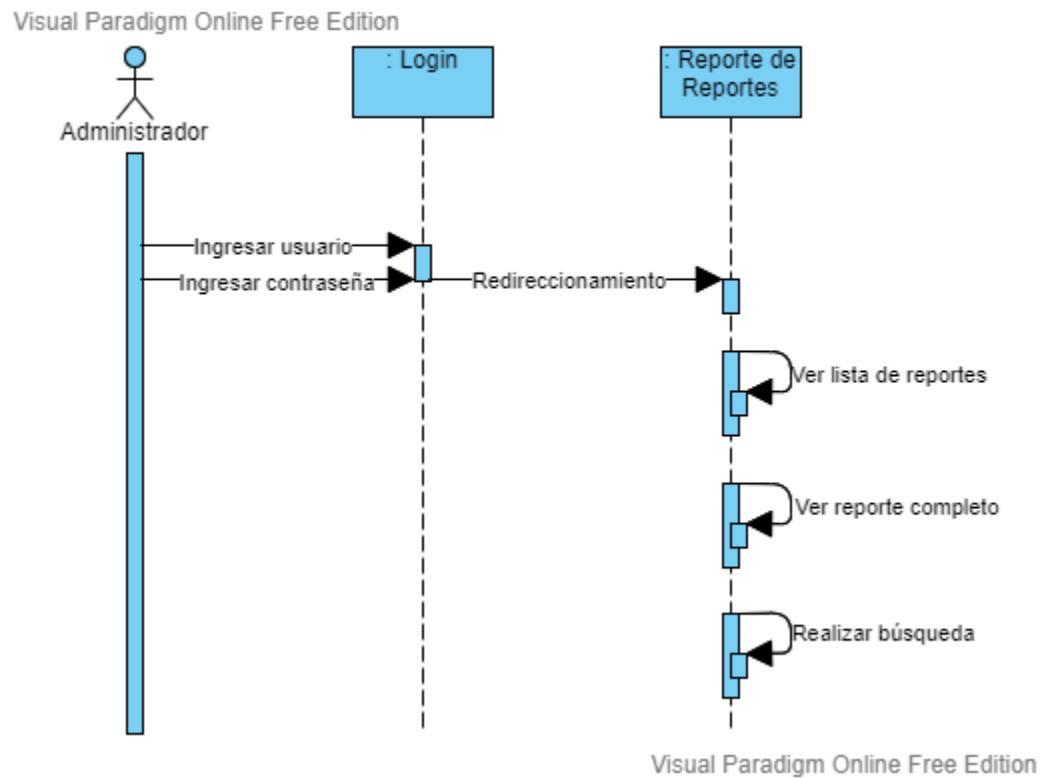 Visual Paradigm Online Free Edition
: Login
: Reporte de
Reportes
Administrador
Ingresar usuario
Ingresar contraseña
Redireccionamiento
Ver lista de reportes
Ver reporte completo
Realizar búsqueda
Visual Paradigm Online Free Edition